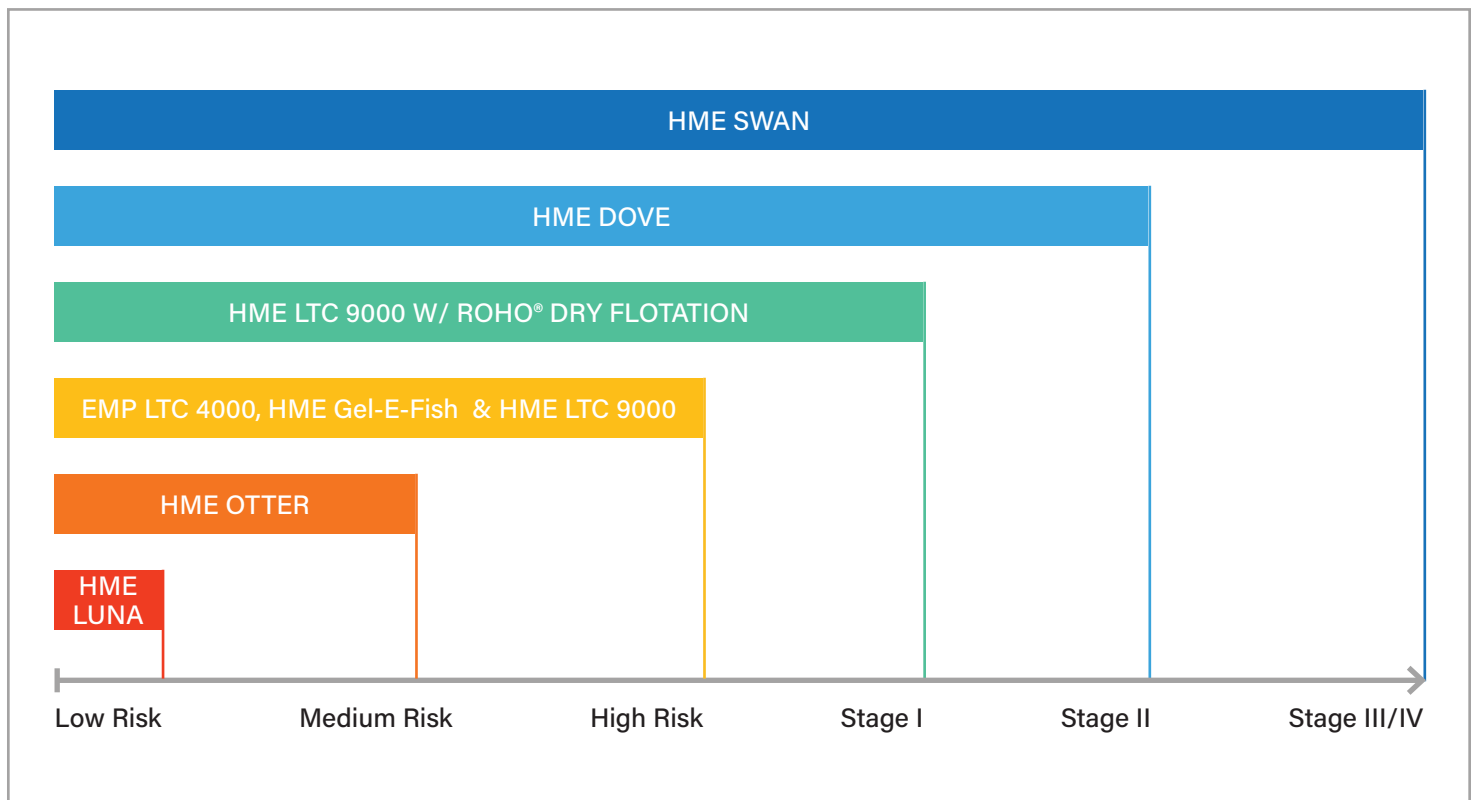 HME SWAN
HME DOVE
HME LTC 9000 W/ ROHO® DRY FLOTATION
EMP LTC 4000, HME Gel-E-Fish & HME LTC 9000
HME OTTER
HME
LUNA
Low Risk Medium Risk High Risk Stage I Stage II Stage III/IV